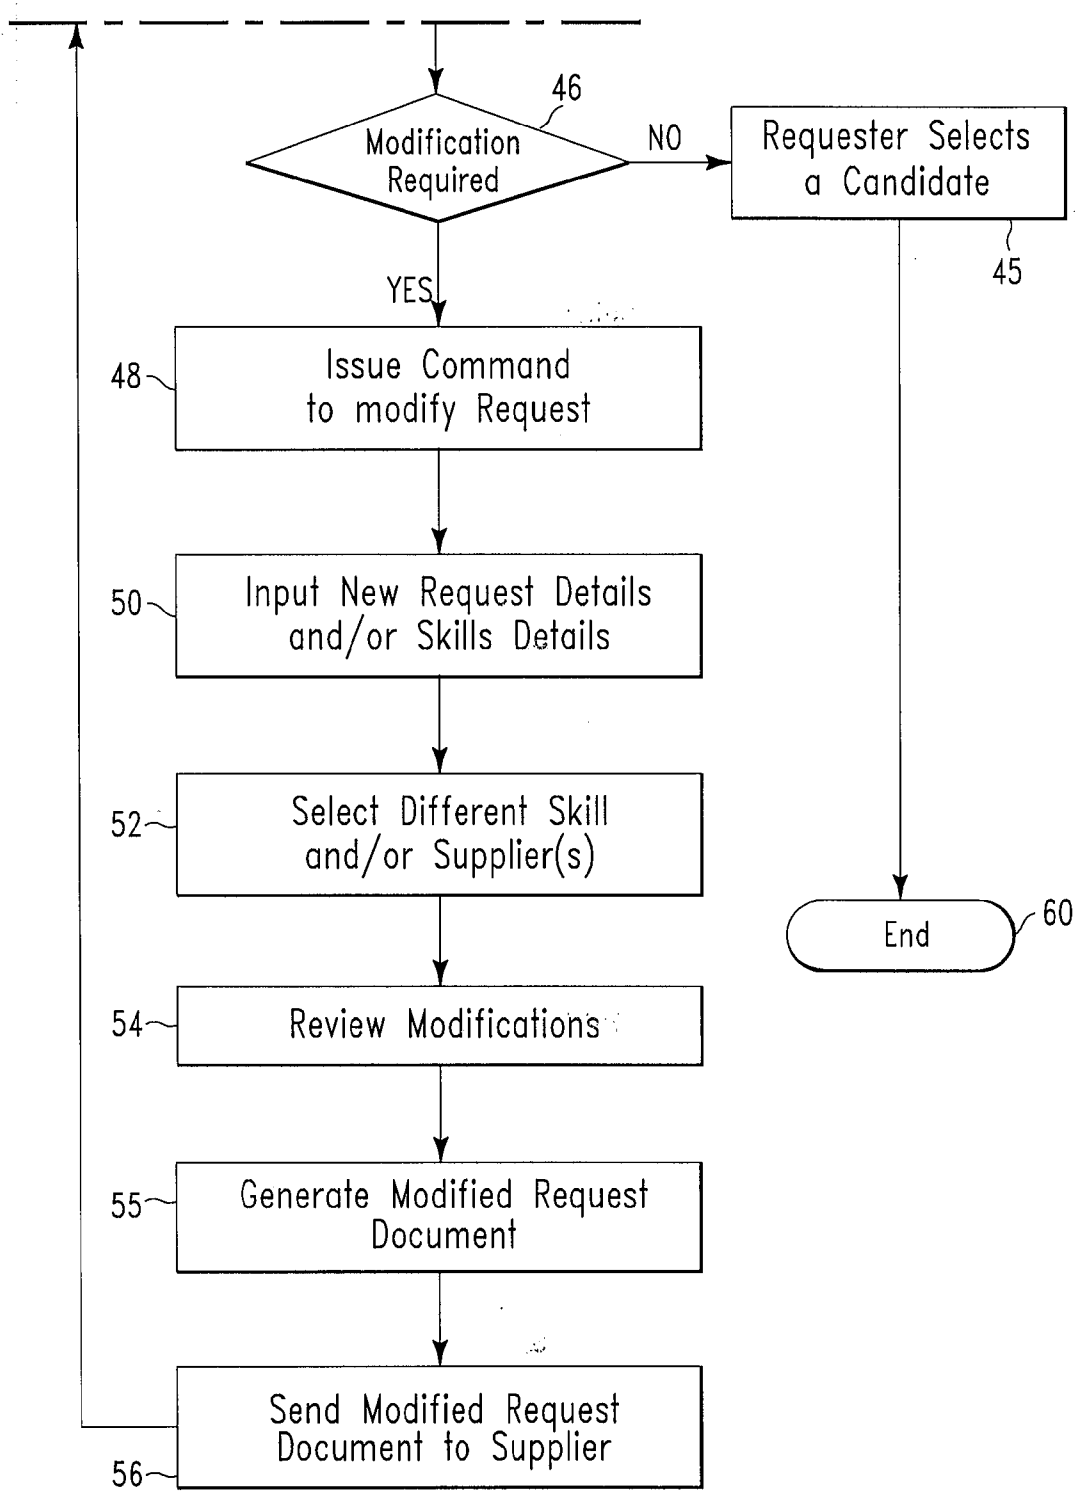 46
Modification
Required
NO
Requester Selects
a Candidate
45
YES
Issue Command
to modify Request
48
Input New Request Details
and/or Skills Details
50
Select Different Skill
and/or Supplier(s)
52
End
60
Review Modifications
54
Generate Modified Request
Document
55
Send Modified Request
Document to Supplier
56